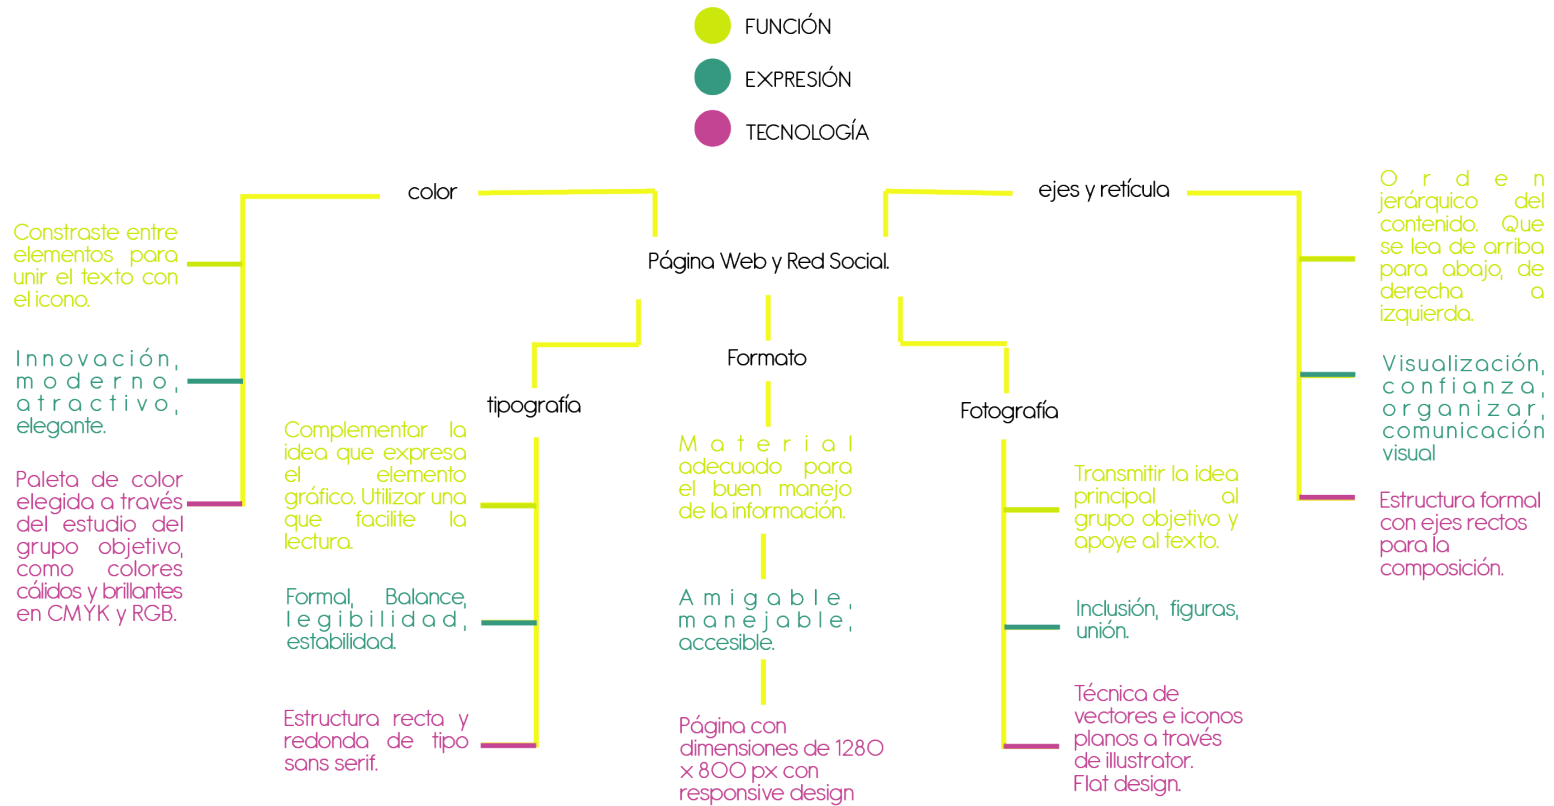 FUNCIÓN
EXPRESIÓN
TECNOLOGÍA
color
Constraste entre
elementos para
unir el texto con
el icono.
Innovación,
moderno,
atractivo,
elegante.
Paleta de color
elegida a través
del estudio del
grupo objetivo,
como colores
cálidos y brillantes
en CMYK y RGB.
Página Web y Red Social.
tipografía
Complementar la
idea que expresa
el elemento
gráfico. Utilizar una
que facilite la
lectura.
Formal, Balance,
legibilidad,
estabilidad.
Estructura recta y
redonda de tipo
sans serif.
Formato
Material
adecuado para
el buen manejo
de la información.
Amigable,
manejable,
accesible.
Página con
dimensiones de 1280
x 800 px con
responsive design
Fotografía
Transmitir la idea
principal al
grupo objetivo y
apoye al texto.
Inclusión, figuras,
unión.
Técnica de
vectores e iconos
planos a través
de illustrator.
Flat design.
ejes y retícula
Orden
jerárquico del
contenido. Que
se lea de arriba
para abajo, de
derecha a
izquierda.
Visualización,
confianza,
organizar,
comunicación
visual
Estructura formal
con ejes rectos
para la
composición.